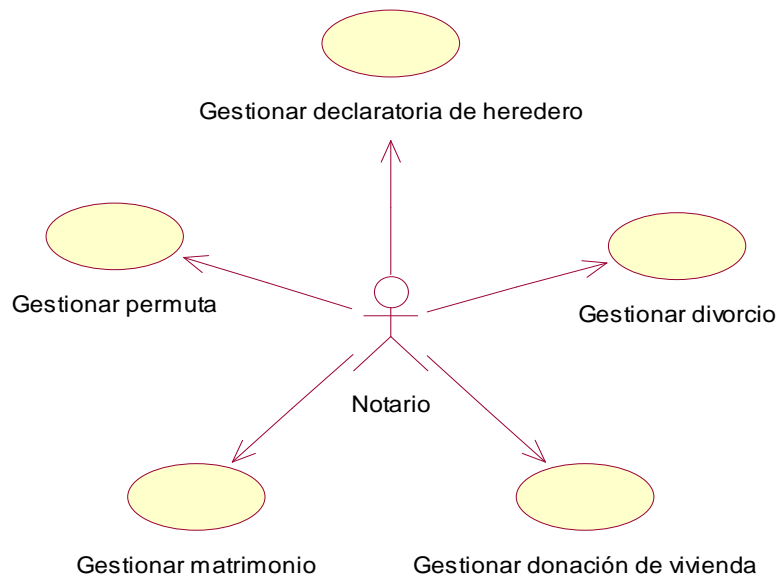 Gestionar declaratoria de heredero
Gestionar permuta
Gestionar divorcio
Notario
Gestionar matrimonio
Gestionar donación de vivienda